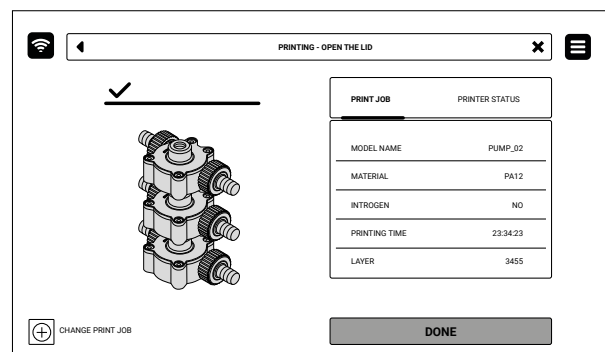 PRINTING - OPEN THE LID
PRINT JOB PRINTER STATUS
MODEL NAME PUMP_02
MATERIAL PA12
INTROGEN NO
PRINTING TIME 23:34:23
LAYER 3455
CHANGE PRINT JOB
DONE